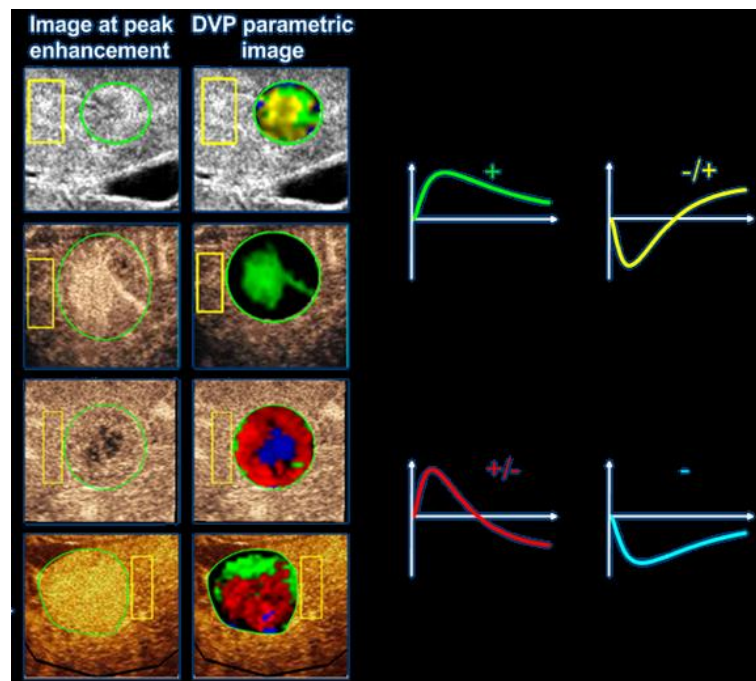 Image at peak
enhancement
DVP parametric
image
+
-/+
+/-
-